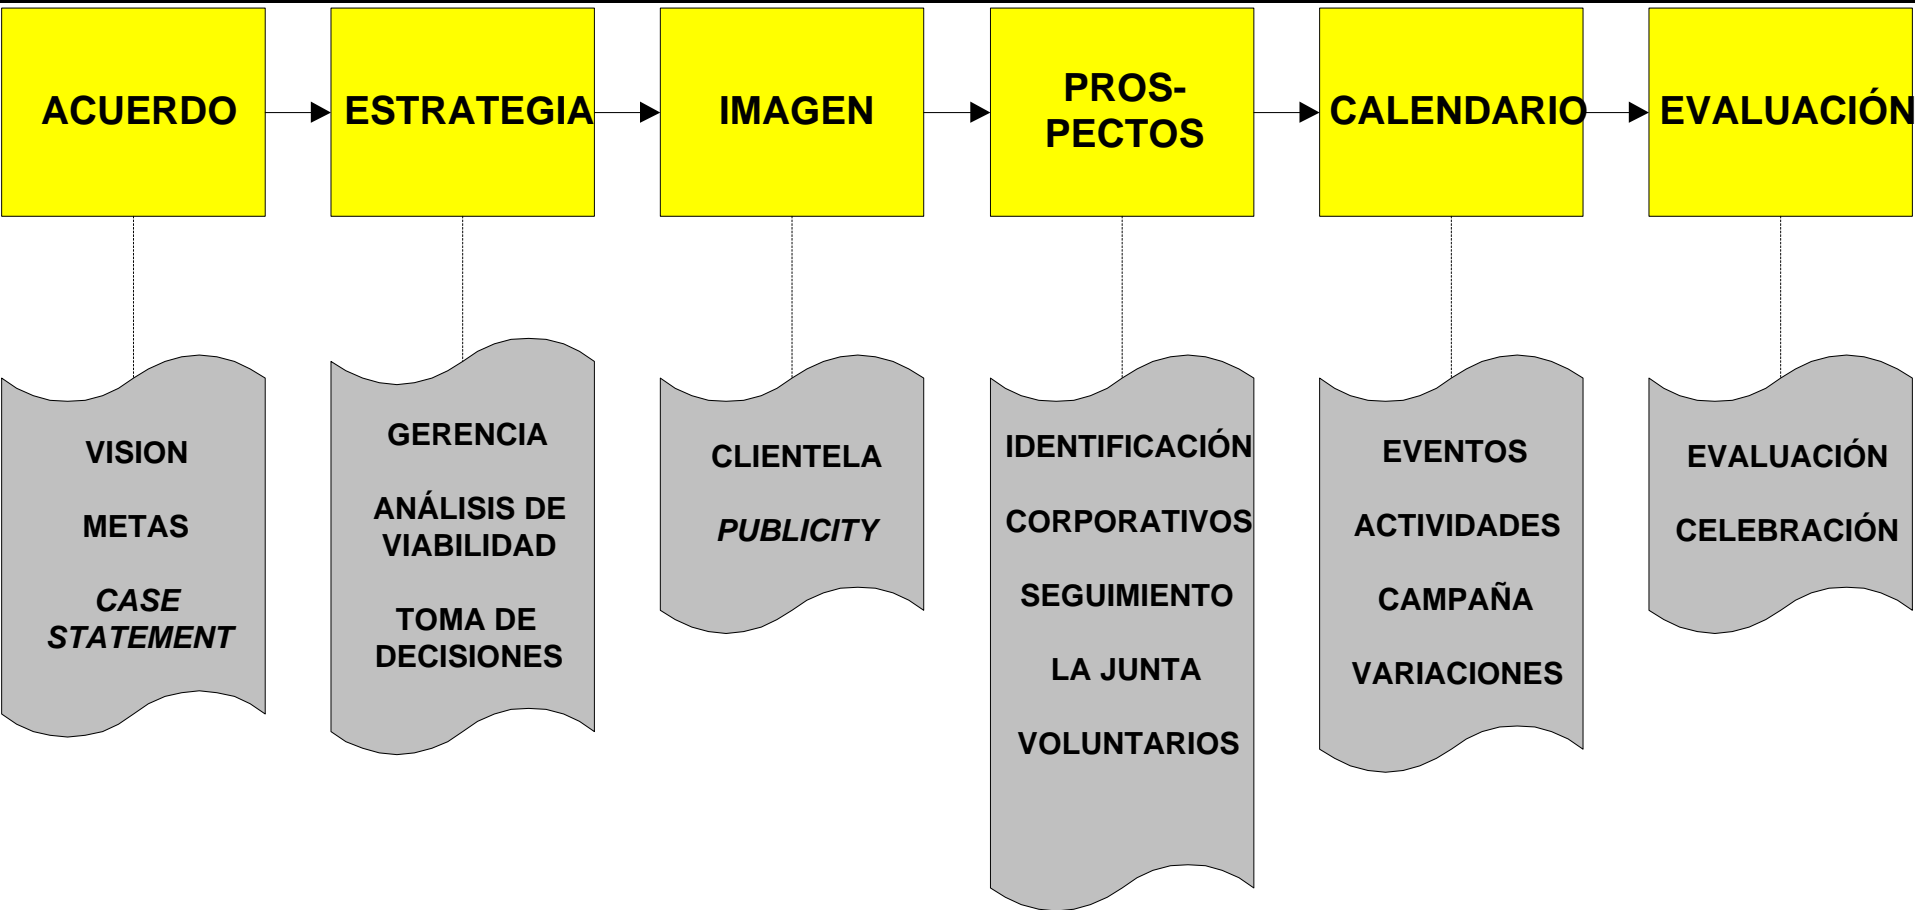 ACUERDO
ESTRATEGIA
IMAGEN
PROS-
PECTOS
CALENDARIO
EVALUACIÓN
VISION
METAS
CASE
STATEMENT
GERENCIA
ANÁLISIS DE
VIABILIDAD
TOMA DE
DECISIONES
CLIENTELA
PUBLICITY
IDENTIFICACIÓN
CORPORATIVOS
SEGUIMIENTO
LA JUNTA
VOLUNTARIOS
EVENTOS
ACTIVIDADES
CAMPAÑA
VARIACIONES
EVALUACIÓN
CELEBRACIÓN